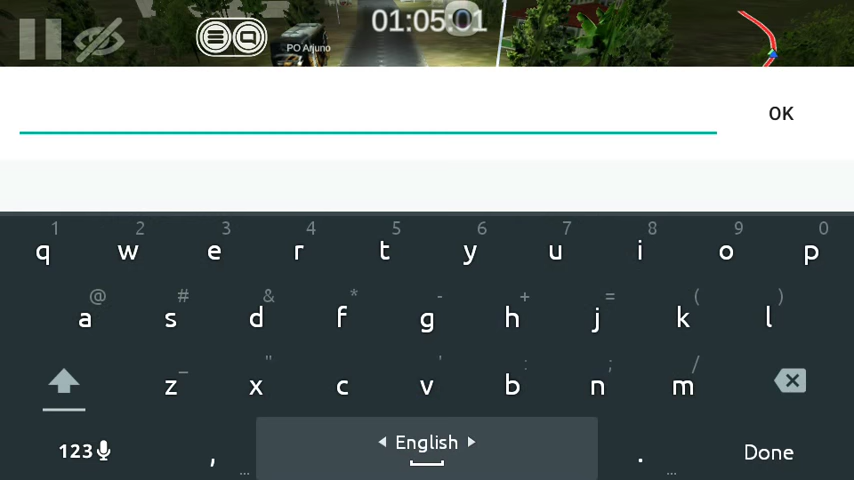 01:05:01
PO Arjuno
OK
1 2 3 4 5 6 7 8 9 0
q w e r t y u i o p
@ # & * - + = ( )
a s d f g h j k l
_ " ' : ; /
z x c v b n m
123 , English . Done